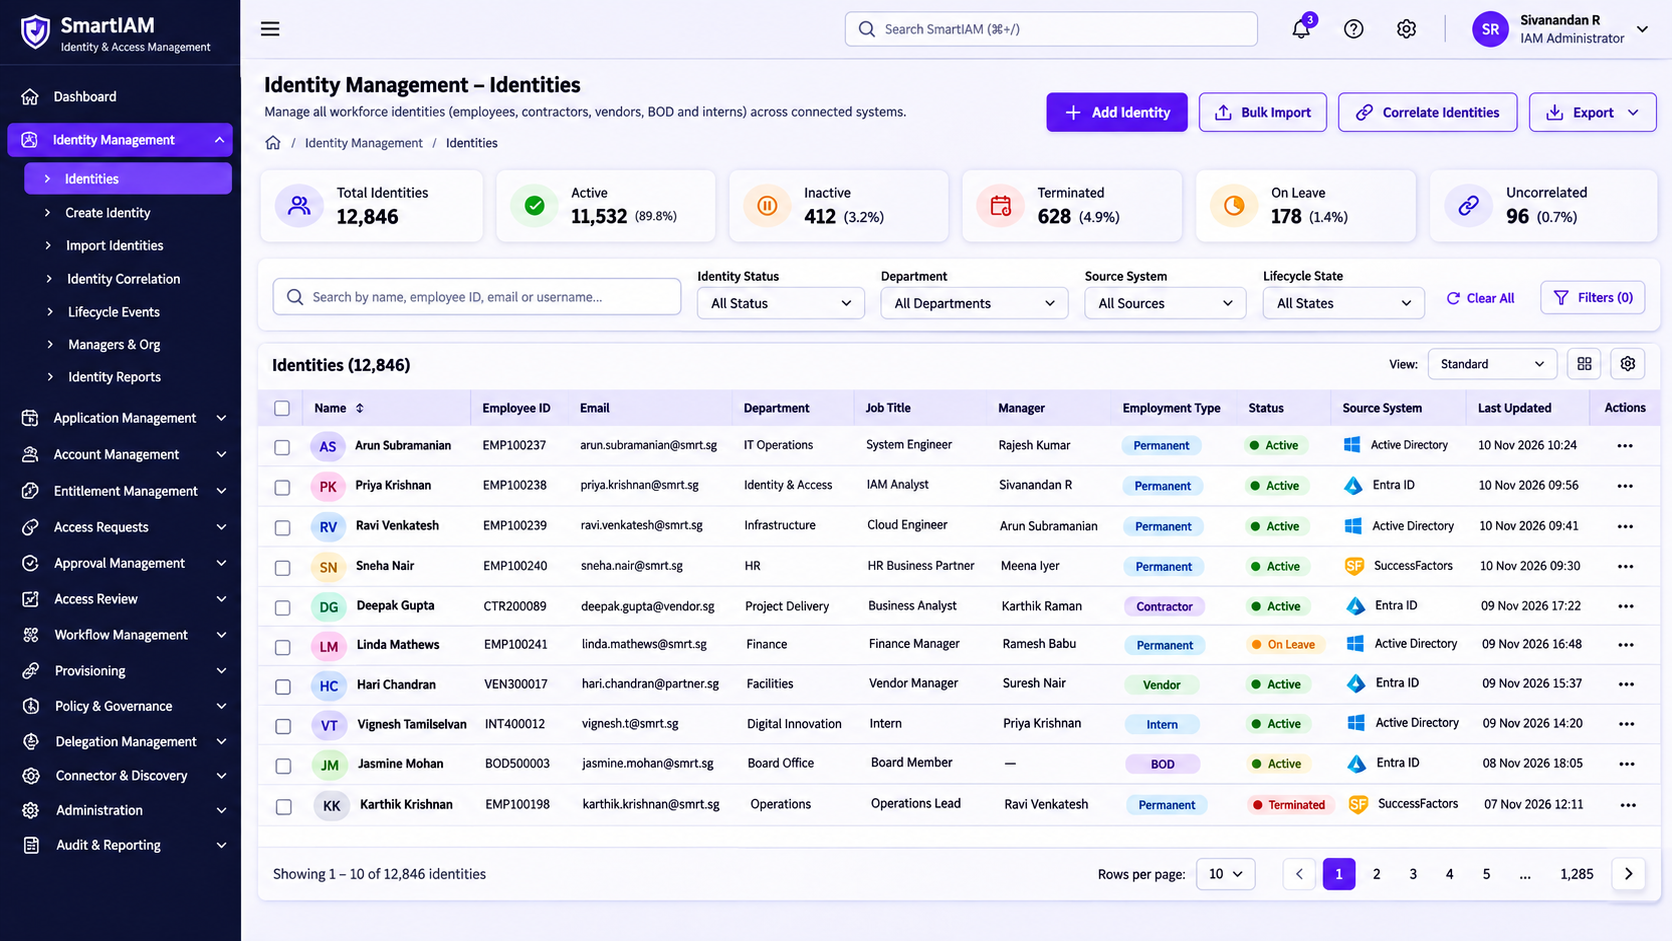 SmartIAM
Identity & Access Management
Search SmartIAM (⌘+/)
3
SR
Sivanandan R
IAM Administrator
Dashboard
Identity Management
Identities
Create Identity
Import Identities
Identity Correlation
Lifecycle Events
Managers & Org
Identity Reports
Application Management
Account Management
Entitlement Management
Access Requests
Approval Management
Access Review
Workflow Management
Provisioning
Policy & Governance
Delegation Management
Connector & Discovery
Administration
Audit & Reporting
Identity Management – Identities
Manage all workforce identities (employees, contractors, vendors, BOD and interns) across connected systems.
Identity Management / Identities
+ Add Identity
Bulk Import
Correlate Identities
Export
Total Identities
12,846
Active
11,532 (89.8%)
Inactive
412 (3.2%)
Terminated
628 (4.9%)
On Leave
178 (1.4%)
Uncorrelated
96 (0.7%)
Search by name, employee ID, email or username...
Identity Status
All Status
Department
All Departments
Source System
All Sources
Lifecycle State
All States
Clear All
Filters (0)
Identities (12,846)
View: Standard
Name Employee ID Email Department Job Title Manager Employment Type Status Source System Last Updated Actions
AS Arun Subramanian EMP100237 arun.subramanian@smrt.sg IT Operations System Engineer Rajesh Kumar Permanent Active Active Directory 10 Nov 2026 10:24 •••
PK Priya Krishnan EMP100238 priya.krishnan@smrt.sg Identity & Access IAM Analyst Sivanandan R Permanent Active Entra ID 10 Nov 2026 09:56 •••
RV Ravi Venkatesh EMP100239 ravi.venkatesh@smrt.sg Infrastructure Cloud Engineer Arun Subramanian Permanent Active Active Directory 10 Nov 2026 09:41 •••
SN Sneha Nair EMP100240 sneha.nair@smrt.sg HR HR Business Partner Meena Iyer Permanent Active SF SuccessFactors 10 Nov 2026 09:30 •••
DG Deepak Gupta CTR200089 deepak.gupta@vendor.sg Project Delivery Business Analyst Karthik Raman Contractor Active Entra ID 09 Nov 2026 17:22 •••
LM Linda Mathews EMP100241 linda.mathews@smrt.sg Finance Finance Manager Ramesh Babu Permanent On Leave Active Directory 09 Nov 2026 16:48 •••
HC Hari Chandran VEN300017 hari.chandran@partner.sg Facilities Vendor Manager Suresh Nair Vendor Active Entra ID 09 Nov 2026 15:37 •••
VT Vignesh Tamilselvan INT400012 vignesh.t@smrt.sg Digital Innovation Intern Priya Krishnan Intern Active Active Directory 09 Nov 2026 14:20 •••
JM Jasmine Mohan BOD500003 jasmine.mohan@smrt.sg Board Office Board Member — BOD Active Entra ID 08 Nov 2026 18:05 •••
KK Karthik Krishnan EMP100198 karthik.krishnan@smrt.sg Operations Operations Lead Ravi Venkatesh Permanent Terminated SF SuccessFactors 07 Nov 2026 12:11 •••
Showing 1 – 10 of 12,846 identities
Rows per page: 10
1 2 3 4 5 ... 1,285